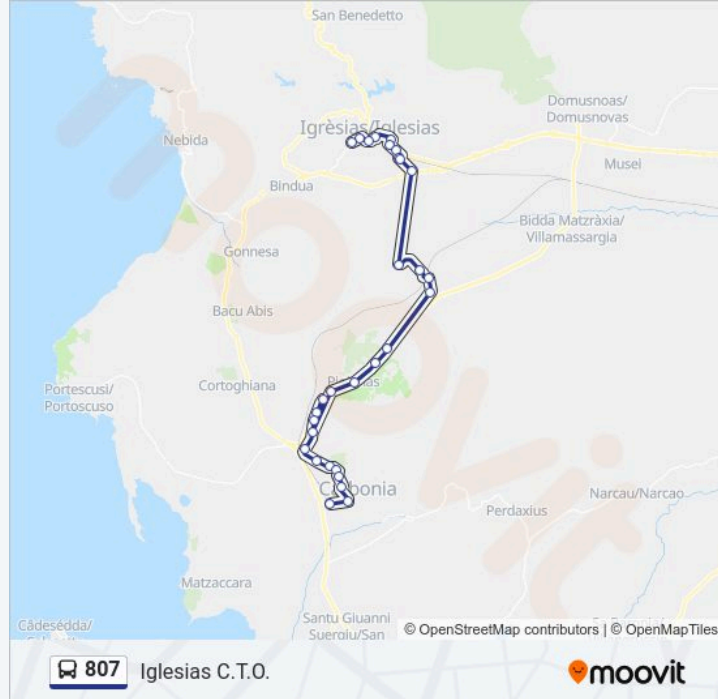 San Benedetto
Igrèsias/Iglesias
Domusnoas/
Domusnovas
Nebida
Musei
Bindua
Bidda Matzràxia/
Villamassargia
Gonnesa
Bacu Abis
Portescusi/
Portoscuso
Cortoghiana
Carbonia
Narcau/Narcao
Perdaxius
Matzaccara
Càdesédda/
Santu Giuanni
Suergiu/San
© OpenStreetMap contributors | © OpenMapTiles
807 Iglesias C.T.O.
moovit